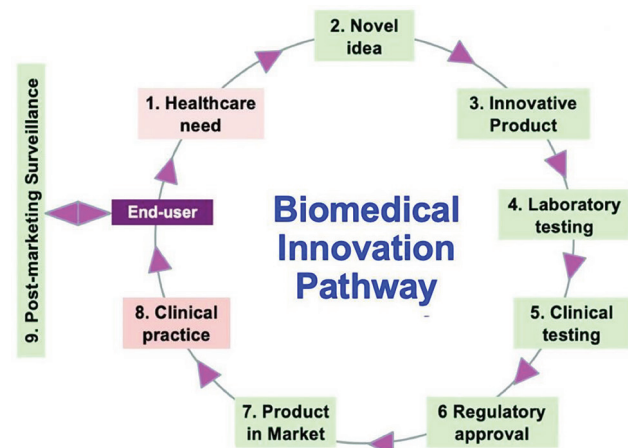 2. Novel
idea
1. Healthcare
need
3. Innovative
Product
9. Post-marketing Surveillance
End-user
Biomedical
Innovation
Pathway
4. Laboratory
testing
8. Clinical
practice
5. Clinical
testing
7. Product
in Market
6 Regulatory
approval